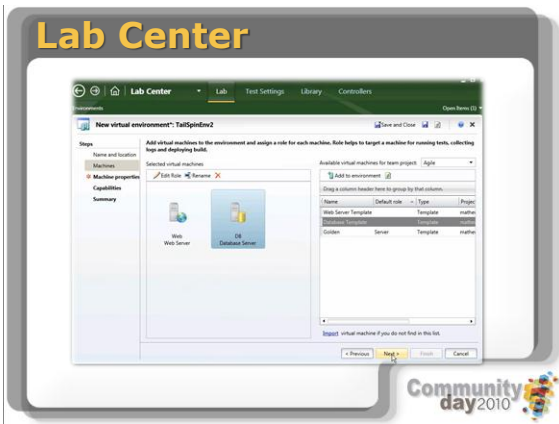 Lab Center
Lab Center Lab Test Settings Library Controllers
Environments Open Items (1)
New virtual environment*: TailSpinEnv2 Save and Close
Steps
Name and location
Machines
Machine properties
Capabilities
Summary
Add virtual machines to the environment and assign a role for each machine. Role helps to target a machine for running tests, collecting logs and deploying build.
Selected virtual machines
Edit Role Rename
Web
Web Server
DB
Database Server
Available virtual machines for team project: Agile
Add to environment
Drag a column header here to group by that column.
Name Default role Type Projec
Web Server Template Template mather
Database Template Template mather
Golden Server Template mather
Import virtual machine if you do not find in this list.
< Previous Next > Finish Cancel
Community
day2010